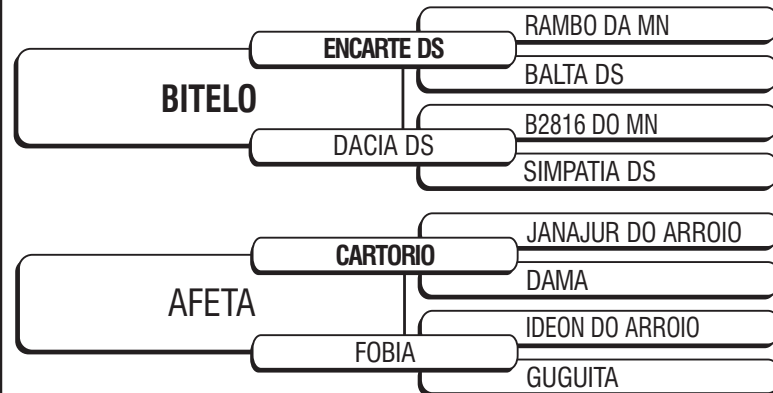 RAMBO DA MN
ENCARTE DS
BALTA DS
BITELO
B2816 DO MN
DACIA DS
SIMPATIA DS
JANAJUR DO ARROIO
CARTORIO
DAMA
AFETA
IDEON DO ARROIO
FOBIA
GUGUITA